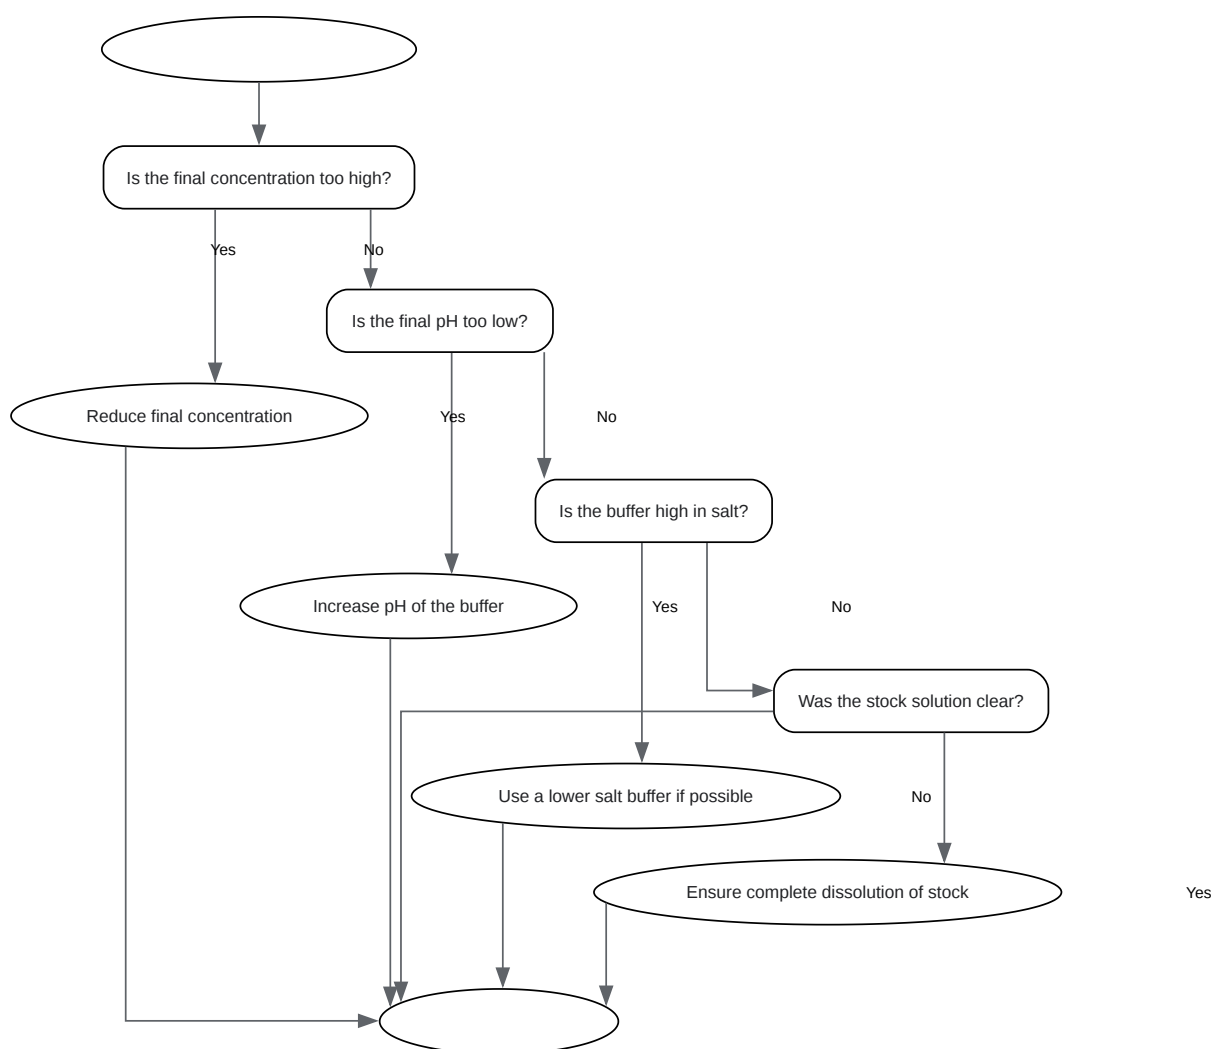 Is the final concentration too high?
Yes
No
Is the final pH too low?
Reduce final concentration
Yes
No
Is the buffer high in salt?
Increase pH of the buffer
Yes
No
Was the stock solution clear?
Use a lower salt buffer if possible
No
Ensure complete dissolution of stock
Yes